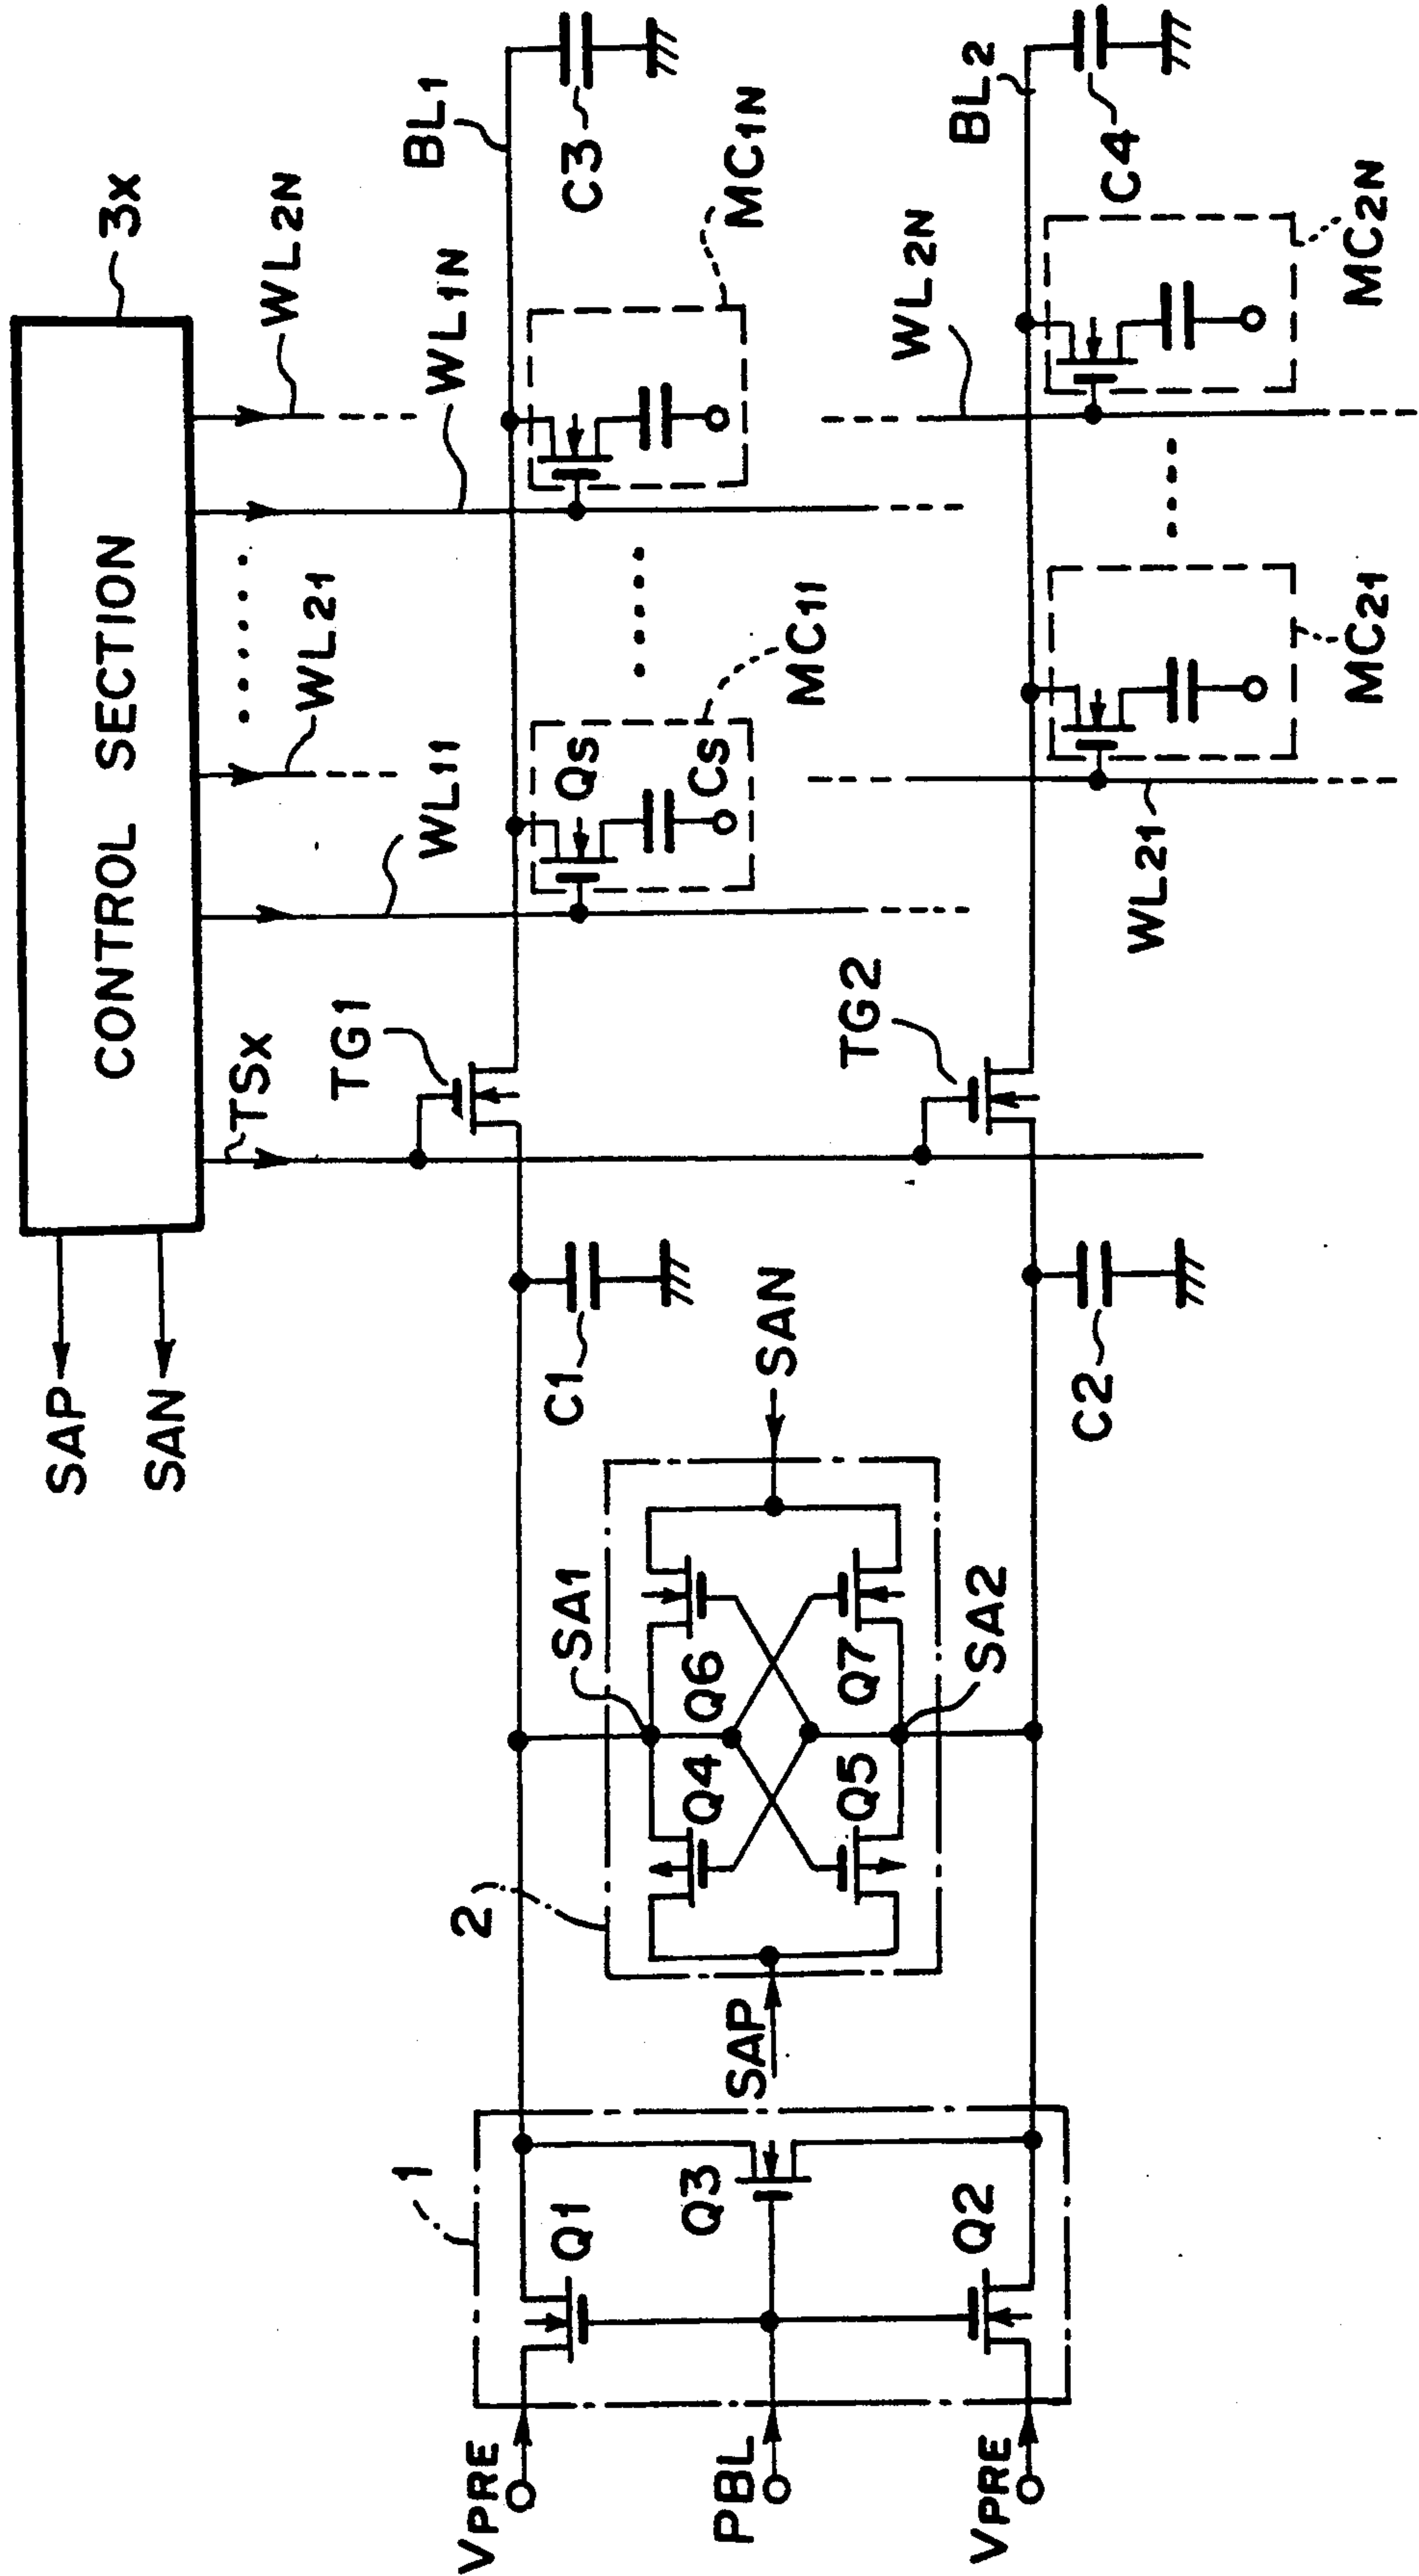 CONTROL SECTION
3x
SAP
SAN
TSx
WL11
WL21
WL1N
WL2N
TG1
BL1
C3
MC11
MC1N
Qs
Cs
C1
SAN
SA1
Q4
Q6
Q5
Q7
SA2
2
SAP
1
Q1
Q3
Q2
VPRE
PBL
VPRE
C2
TG2
WL21
MC21
WL2N
MC2N
BL2
C4